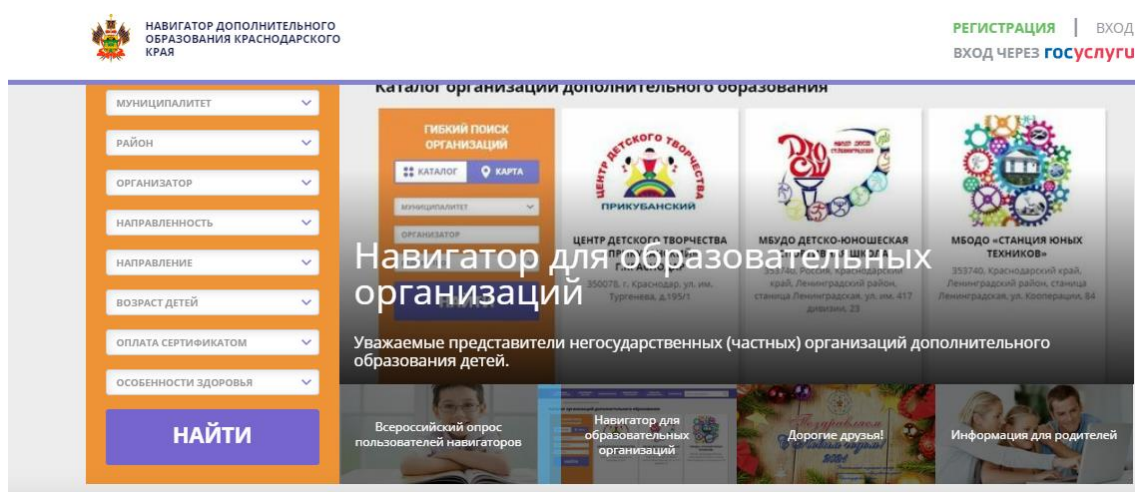 НАВИГАТОР ДОПОЛНИТЕЛЬНОГО
ОБРАЗОВАНИЯ КРАСНОДАРСКОГО
КРАЯ
РЕГИСТРАЦИЯ | ВХОД
ВХОД ЧЕРЕЗ госуслуги
МУНИЦИПАЛИТЕТ
РАЙОН
ОРГАНИЗАТОР
НАПРАВЛЕННОСТЬ
НАПРАВЛЕНИЕ
ВОЗРАСТ ДЕТЕЙ
ОПЛАТА СЕРТИФИКАТОМ
ОСОБЕННОСТИ ЗДОРОВЬЯ
НАЙТИ
Каталог организаций дополнительного образования
ГИБКИЙ ПОИСК
ОРГАНИЗАЦИЙ
КАТАЛОГ
КАРТА
МУНИЦИПАЛИТЕТ
ОРГАНИЗАТОР
ЦЕНТР ДЕТСКОГО ТВОРЧЕСТВА
ПРИКУБАНСКИЙ
ЦЕНТР ДЕТСКОГО ТВОРЧЕСТВА
350078, г. Краснодар, ул. им.
Тургенева, д.195/1
МБУДО ДЕТСКО-ЮНОШЕСКАЯ
353740, Россия, Краснодарский
край, Ленинградский район,
станица Ленинградская, ул. им. 417
дивизии, 23
МБОДО «СТАНЦИЯ ЮНЫХ
ТЕХНИКОВ»
353740, Краснодарский край,
Ленинградский район, станица
Ленинградская, ул. Кооперации, 84
Навигатор для образовательных
организаций
Уважаемые представители негосударственных (частных) организаций дополнительного
образования детей.
Всероссийский опрос
пользователей Навигаторов
Навигатор для
образовательных
организаций
Дорогие друзья!
Информация для родителей